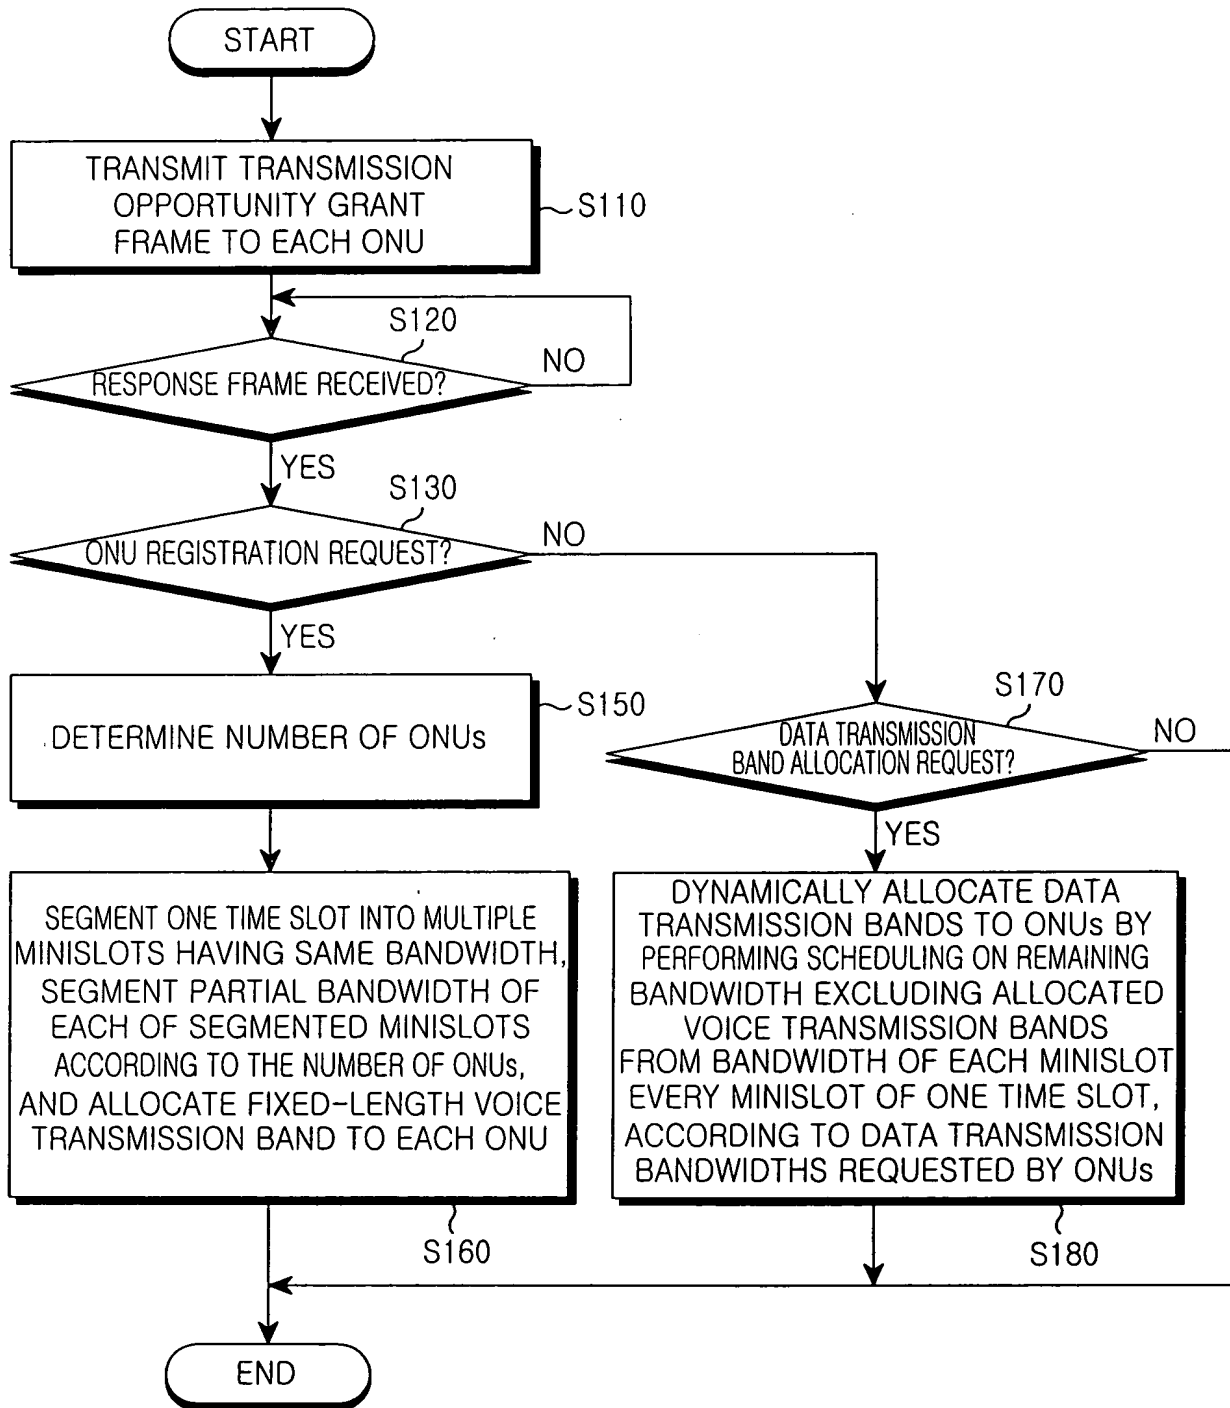 START
TRANSMIT TRANSMISSION
OPPORTUNITY GRANT
FRAME TO EACH ONU
S110
S120
RESPONSE FRAME RECEIVED?
NO
YES
S130
ONU REGISTRATION REQUEST?
NO
YES
DETERMINE NUMBER OF ONUs
S150
S170
DATA TRANSMISSION
BAND ALLOCATION REQUEST?
NO
YES
SEGMENT ONE TIME SLOT INTO MULTIPLE
MINISLOTS HAVING SAME BANDWIDTH,
SEGMENT PARTIAL BANDWIDTH OF
EACH OF SEGMENTED MINISLOTS
ACCORDING TO THE NUMBER OF ONUs,
AND ALLOCATE FIXED-LENGTH VOICE
TRANSMISSION BAND TO EACH ONU
S160
DYNAMICALLY ALLOCATE DATA
TRANSMISSION BANDS TO ONUs BY
PERFORMING SCHEDULING ON REMAINING
BANDWIDTH EXCLUDING ALLOCATED
VOICE TRANSMISSION BANDS
FROM BANDWIDTH OF EACH MINISLOT
EVERY MINISLOT OF ONE TIME SLOT,
ACCORDING TO DATA TRANSMISSION
BANDWIDTHS REQUESTED BY ONUs
S180
END